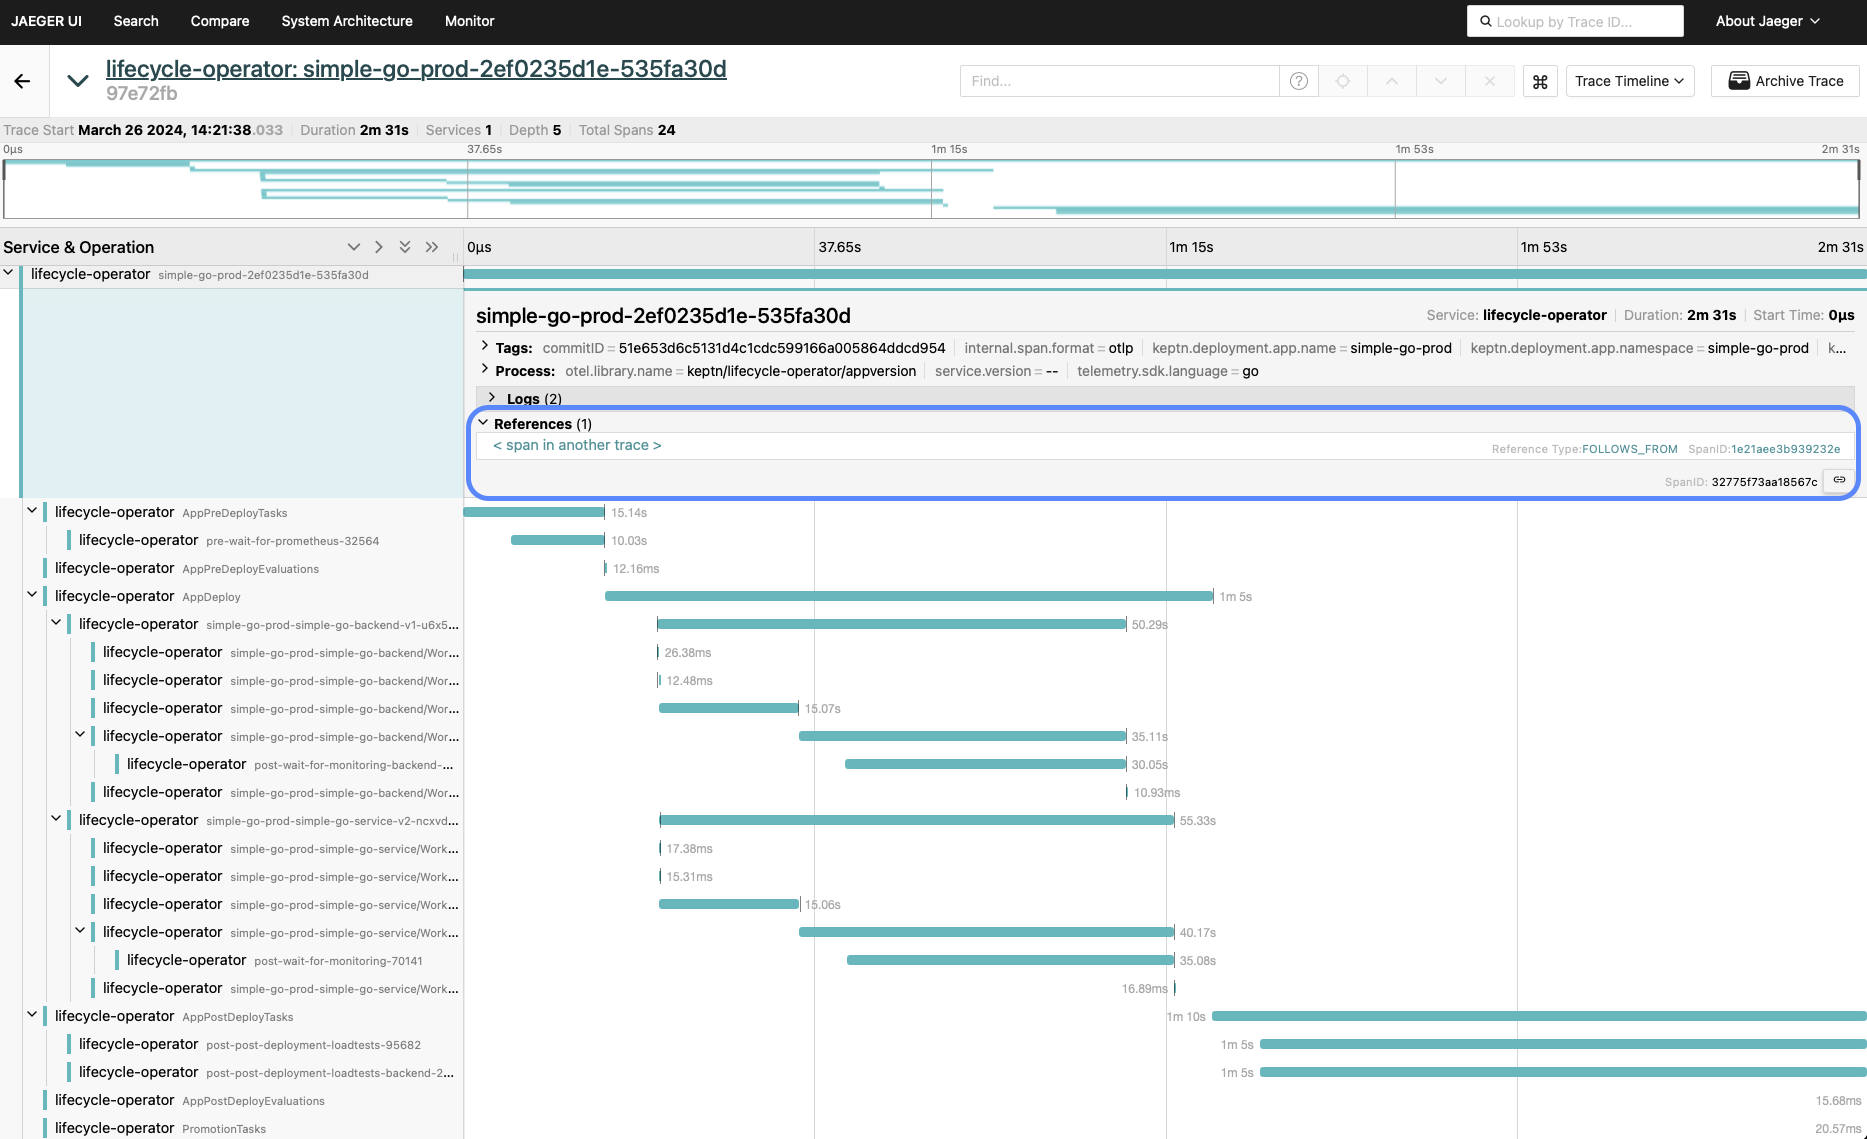 JAEGER UI Search Compare System Architecture Monitor Lookup by Trace ID... About Jaeger
lifecycle-operator: simple-go-prod-2ef0235d1e-535fa30d
97e72fb
Find... ? Trace Timeline Archive Trace
Trace Start March 26 2024, 14:21:38.033 Duration 2m 31s Services 1 Depth 5 Total Spans 24
0μs 37.65s 1m 15s 1m 53s 2m 31s
Service & Operation 0μs 37.65s 1m 15s 1m 53s 2m 31s
lifecycle-operator simple-go-prod-2ef0235d1e-535fa30d
simple-go-prod-2ef0235d1e-535fa30d Service: lifecycle-operator Duration: 2m 31s Start Time: 0μs
Tags: commitID = 51e653d6c5131d4c1cdc599166a005864ddcd954 internal.span.format = otlp keptn.deployment.app.name = simple-go-prod keptn.deployment.app.namespace = simple-go-prod k...
Process: otel.library.name = keptn/lifecycle-operator/appversion service.version = -- telemetry.sdk.language = go
Logs (2)
References (1)
< span in another trace > Reference Type:FOLLOWS_FROM SpanID:1e21aee3b939232e
SpanID: 32775f73aa18567c
lifecycle-operator AppPreDeployTasks 15.14s
lifecycle-operator pre-wait-for-prometheus-32564 10.03s
lifecycle-operator AppPreDeployEvaluations 12.16ms
lifecycle-operator AppDeploy 1m 5s
lifecycle-operator simple-go-prod-simple-go-backend-v1-u6x5... 50.29s
lifecycle-operator simple-go-prod-simple-go-backend/Wor... 26.38ms
lifecycle-operator simple-go-prod-simple-go-backend/Wor... 12.48ms
lifecycle-operator simple-go-prod-simple-go-backend/Wor... 15.07s
lifecycle-operator simple-go-prod-simple-go-backend/Wor... 35.11s
lifecycle-operator post-wait-for-monitoring-backend-... 30.05s
lifecycle-operator simple-go-prod-simple-go-backend/Wor... 10.93ms
lifecycle-operator simple-go-prod-simple-go-service-v2-ncxvd... 55.33s
lifecycle-operator simple-go-prod-simple-go-service/Work... 17.38ms
lifecycle-operator simple-go-prod-simple-go-service/Work... 15.31ms
lifecycle-operator simple-go-prod-simple-go-service/Work... 15.06s
lifecycle-operator simple-go-prod-simple-go-service/Work... 40.17s
lifecycle-operator post-wait-for-monitoring-70141 35.08s
lifecycle-operator simple-go-prod-simple-go-service/Work... 16.89ms
lifecycle-operator AppPostDeployTasks 1m 10s
lifecycle-operator post-post-deployment-loadtests-95682 1m 5s
lifecycle-operator post-post-deployment-loadtests-backend-2... 1m 5s
lifecycle-operator AppPostDeployEvaluations 15.68ms
lifecycle-operator PromotionTasks 20.57ms